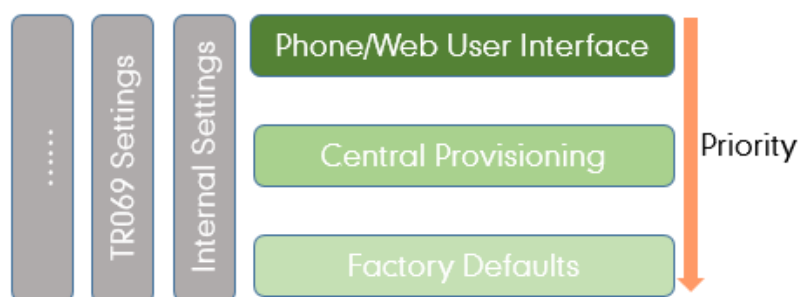 ......
TR069 Settings
Internal Settings
Phone/Web User Interface
Central Provisioning
Factory Defaults
Priority